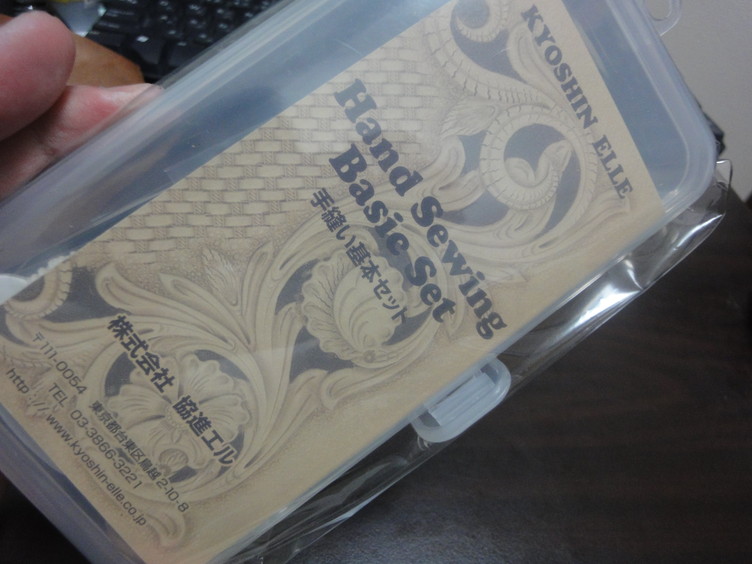 KYOSHIN ELLE
Hand Sewing
Basic Set
手縫い基本セット
株式会社 協進エル
〒111-0054 東京都台東区鳥越2-10-8
TEL 03-3866-3221
http://www.kyoshin-elle.co.jp